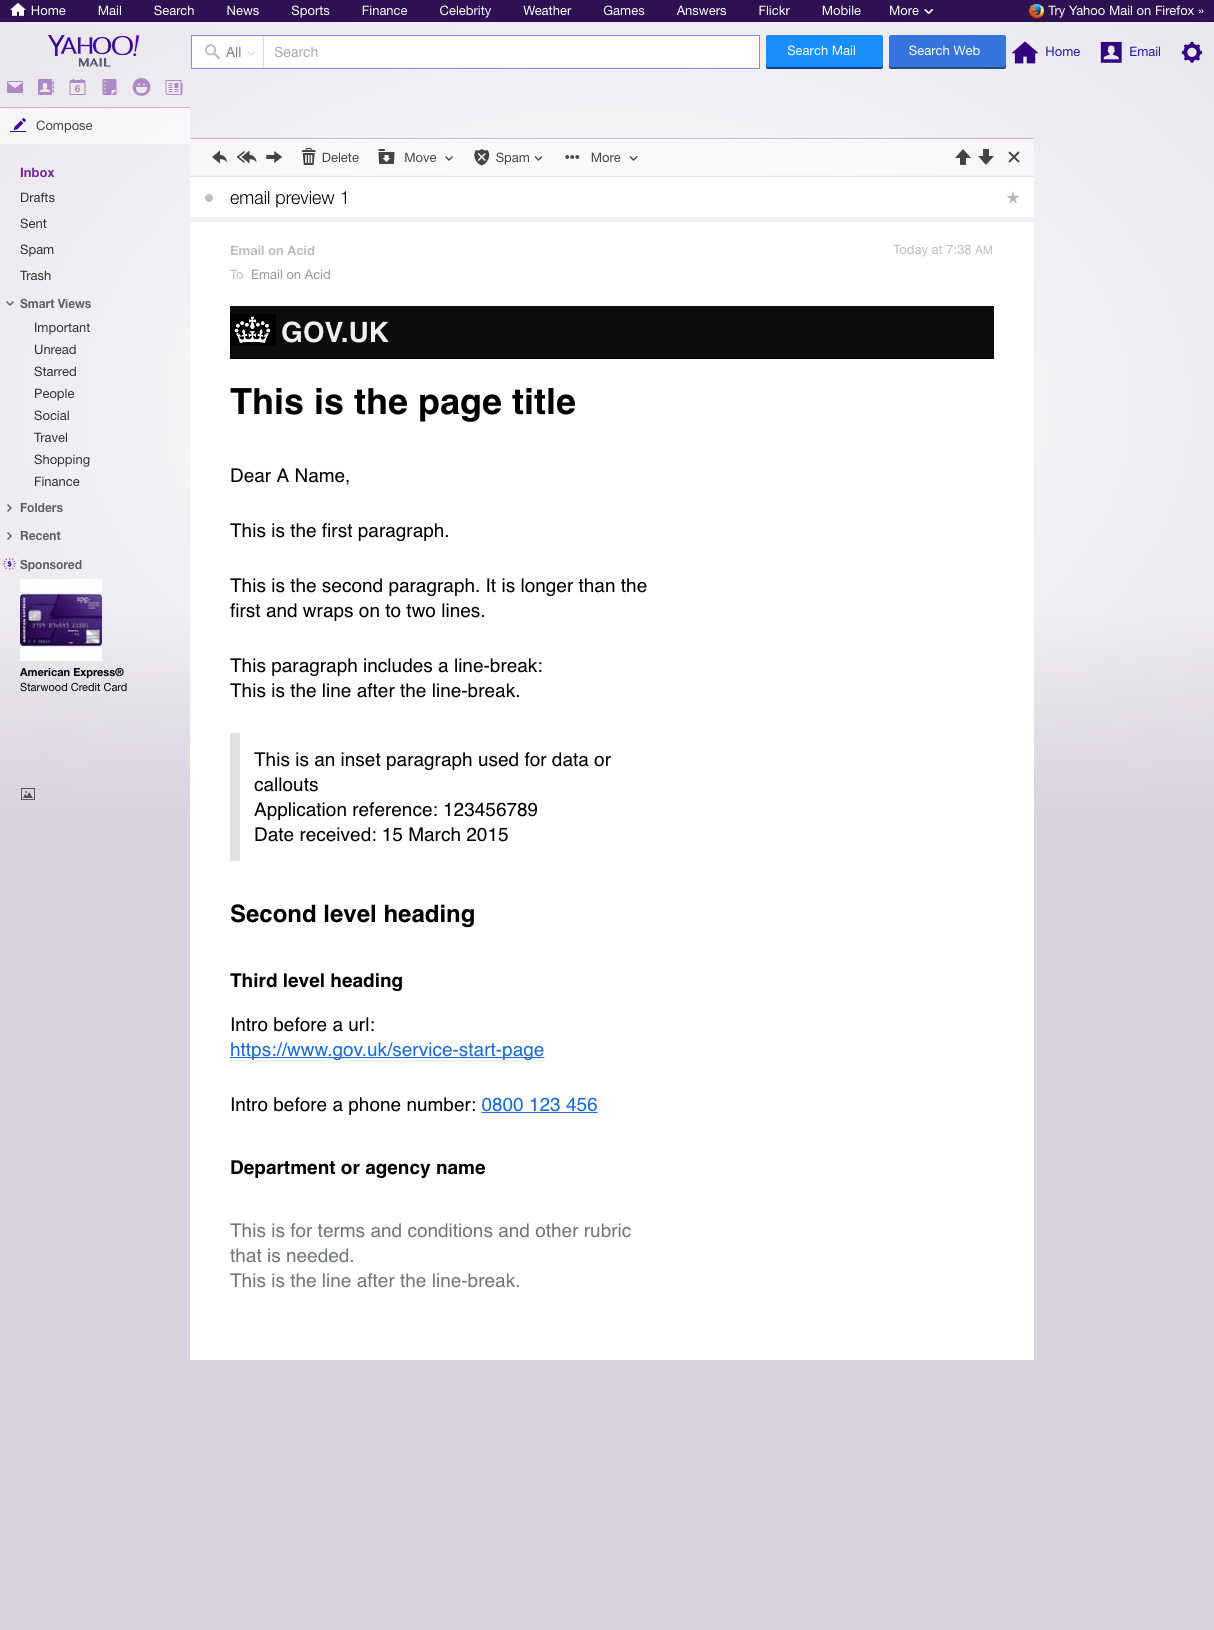 Home Mail Search News Sports Finance Celebrity Weather Games Answers Flickr Mobile More Try Yahoo Mail on Firefox »
YAHOO!
MAIL
All Search Search Mail Search Web Home Email
6
Compose
Inbox
Drafts
Sent
Spam
Trash
Smart Views
Important
Unread
Starred
People
Social
Travel
Shopping
Finance
Folders
Recent
Sponsored
AMERICAN EXPRESS
spg
American Express®
Starwood Credit Card
Delete Move Spam More
email preview 1
Email on Acid Today at 7:38 AM
To Email on Acid
GOV.UK
This is the page title
Dear A Name,
This is the first paragraph.
This is the second paragraph. It is longer than the
first and wraps on to two lines.
This paragraph includes a line-break:
This is the line after the line-break.
This is an inset paragraph used for data or
callouts
Application reference: 123456789
Date received: 15 March 2015
Second level heading
Third level heading
Intro before a url:
https://www.gov.uk/service-start-page
Intro before a phone number: 0800 123 456
Department or agency name
This is for terms and conditions and other rubric
that is needed.
This is the line after the line-break.